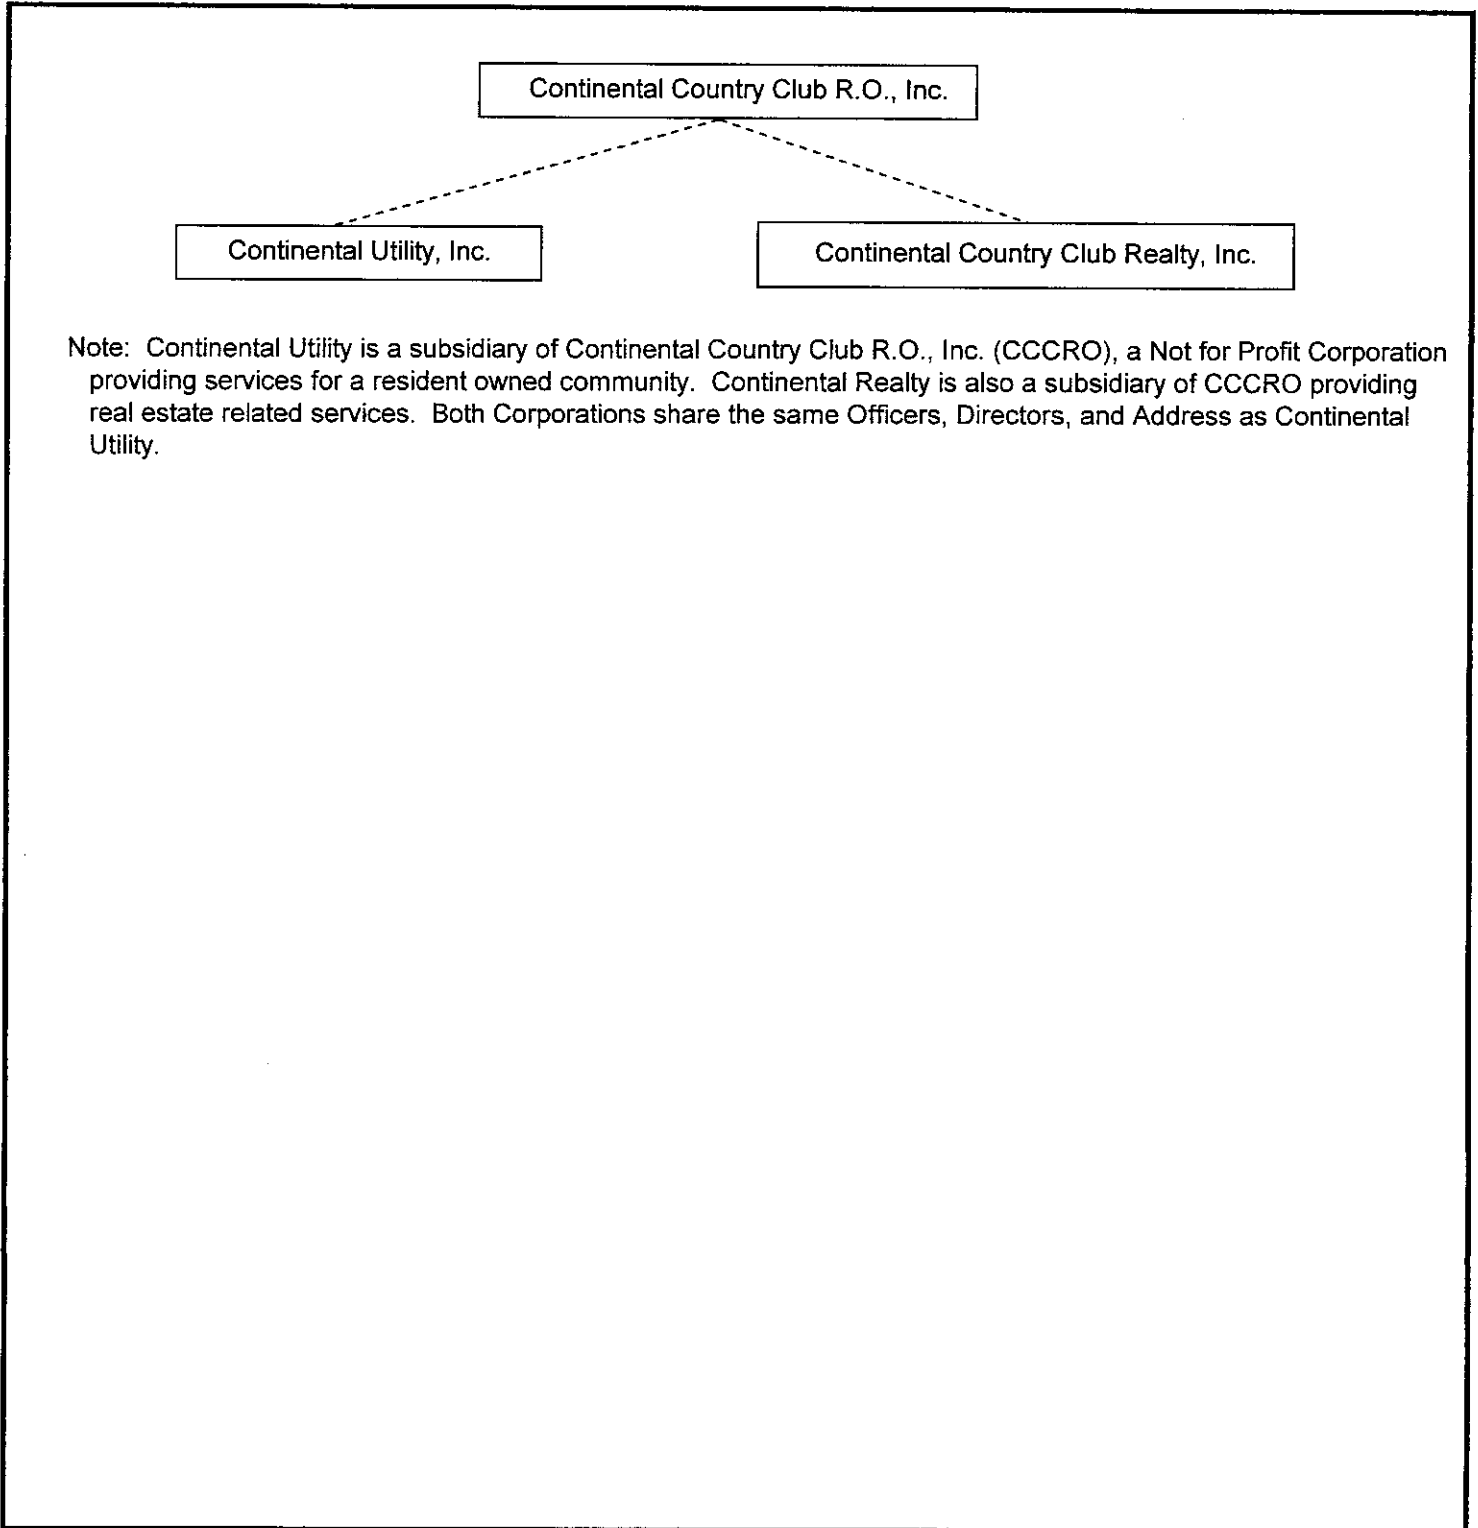 Continental Country Club R.O., Inc.
Continental Utility, Inc.
Continental Country Club Realty, Inc.
Note:  Continental Utility is a subsidiary of Continental Country Club R.O., Inc. (CCCRO), a Not for Profit Corporation
providing services for a resident owned community.  Continental Realty is also a subsidiary of CCCRO providing
real estate related services.  Both Corporations share the same Officers, Directors, and Address as Continental
Utility.